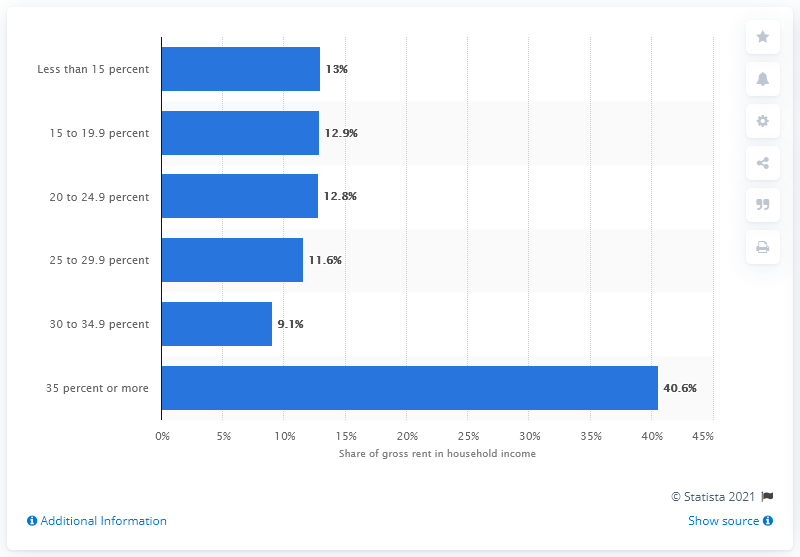 Less than 15 percent 13%
15 to 19.9 percent 12.9%
20 to 24.9 percent 12.8%
25 to 29.9 percent 11.6%
30 to 34.9 percent 9.1%
35 percent or more 40.6%
0% 5% 10% 15% 20% 25% 30% 35% 40% 45%
Share of gross rent in household income
© Statista 2021
Additional Information Show source